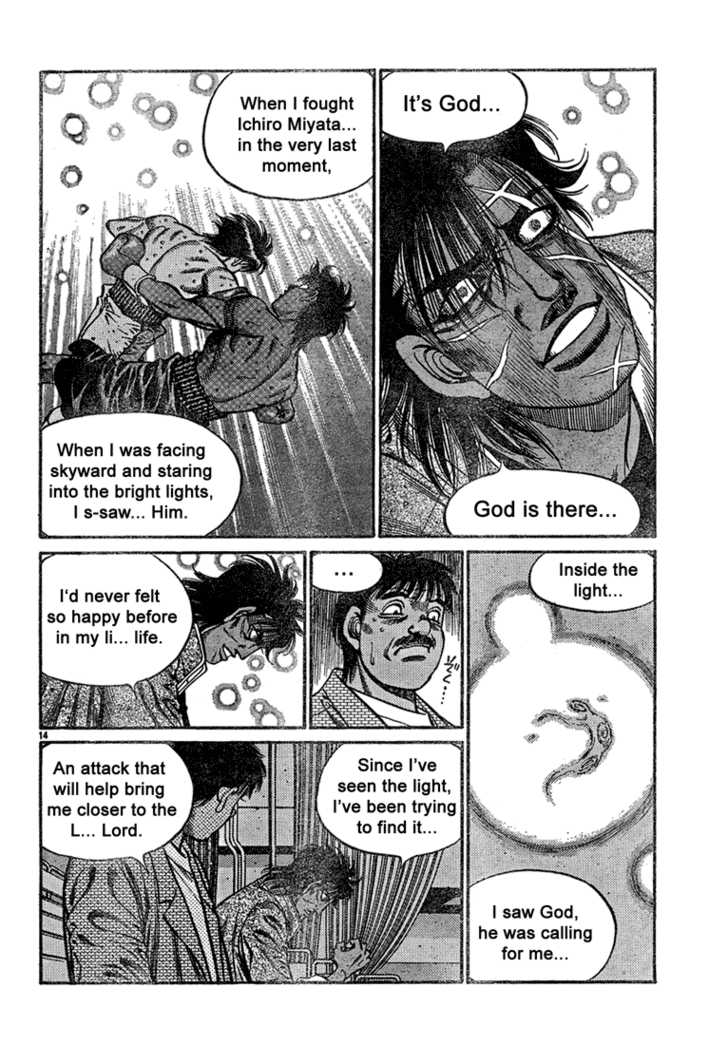 It's God...
God is there...
When I fought
Ichiro Miyata...
in the very last
moment,
When I was facing
skyward and staring
into the bright lights,
I s-saw... Him.
Inside the
light...
I saw God,
he was calling
for me...
...
I'd never felt
so happy before
in my li... life.
14
Since I've
seen the light,
I've been trying
to find it...
An attack that
will help bring
me closer to the
L... Lord.